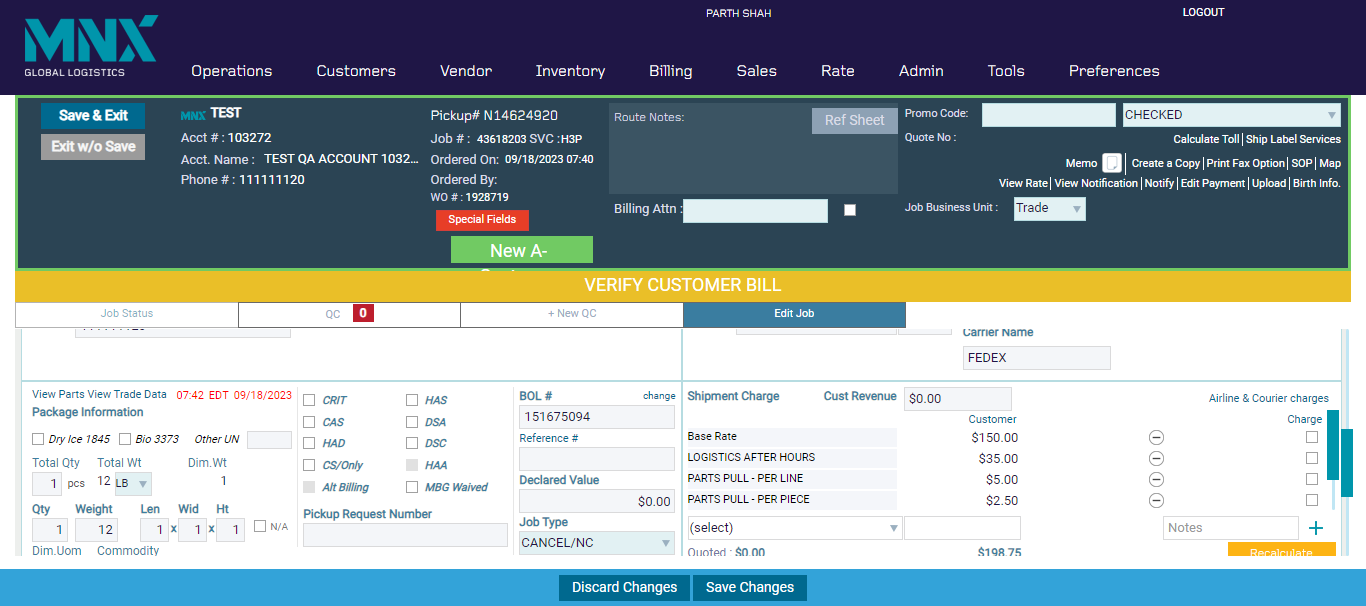 PARTH SHAH
LOGOUT
MNX
GLOBAL LOGISTICS
Operations Customers Vendor Inventory Billing Sales Rate Admin Tools Preferences
Save & Exit
Exit w/o Save
MNX TEST
Acct # : 103272
Acct. Name : TEST QA ACCOUNT 1032...
Phone # : 111111120
Pickup# N14624920
Job # : 43618203 SVC :H3P
Ordered On: 09/18/2023 07:40
Ordered By:
WO # : 1928719
Special Fields
New A-
Route Notes:
Ref Sheet
Billing Attn :
Promo Code:
CHECKED
Quote No :
Calculate Toll| Ship Label Services
Memo | Create a Copy| Print Fax Option| SOP| Map
View Rate| View Notification| Notify| Edit Payment| Upload| Birth Info.
Job Business Unit : Trade
VERIFY CUSTOMER BILL
Job Status
QC 0
+ New QC
Edit Job
Carrier Name
FEDEX
View Parts View Trade Data 07:42 EDT 09/18/2023
Package Information
Dry Ice 1845 Bio 3373 Other UN
Total Qty Total Wt Dim.Wt
1 pcs 12 LB 1
Qty Weight Len Wid Ht
1 12 1 x 1 x 1 N/A
Dim.Uom Commodity
CRIT HAS
CAS DSA
HAD DSC
CS/Only HAA
Alt Billing MBG Waived
Pickup Request Number
BOL # change
151675094
Reference #
Declared Value
$0.00
Job Type
CANCEL/NC
Shipment Charge Cust Revenue $0.00
Airline & Courier charges
Customer Charge
Base Rate $150.00
LOGISTICS AFTER HOURS $35.00
PARTS PULL - PER LINE $5.00
PARTS PULL - PER PIECE $2.50
(select) Notes +
Quoted : $0.00 $198.75
Recalculate
Discard Changes Save Changes